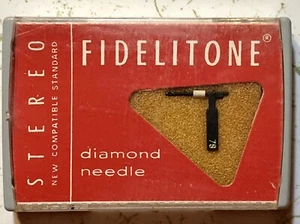 STEREO
NEW COMPATIBLE STANDARD
FIDELITONE®
diamond
needle
78